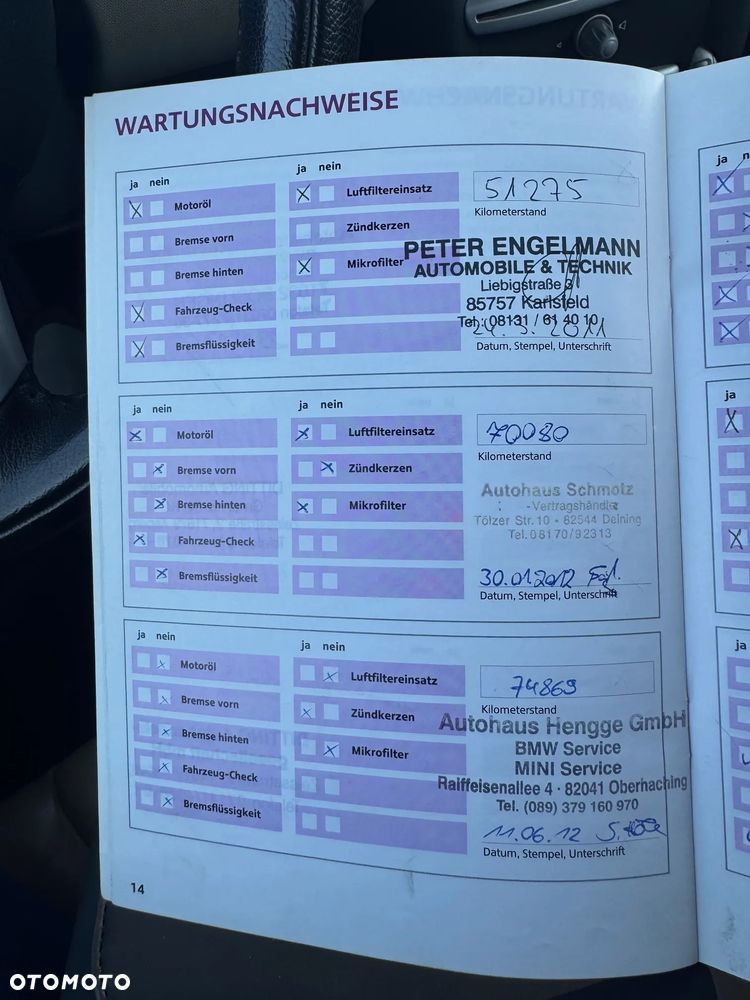 WARTUNGSNACHWEISE
ja nein
ja nein
Motoröl
Luftfiltereinsatz
51275
Kilometerstand
Bremse vorn
Zündkerzen
Bremse hinten
Mikrofilter
PETER ENGELMANN
AUTOMOBILE & TECHNIK
Liebigstraße 3
85757 Karlsfeld
Tel. 08131 / 61 40 10
Fahrzeug-Check
Bremsflüssigkeit
Datum, Stempel, Unterschrift
ja nein
ja nein
Motoröl
Luftfiltereinsatz
70080
Kilometerstand
Bremse vorn
Zündkerzen
Bremse hinten
Mikrofilter
Autohaus Schmolz
-Vertragshändler
Tölzer Str. 10 · 82544 Deining
Tel. 08170/92313
Fahrzeug-Check
Bremsflüssigkeit
30.01.2012
Datum, Stempel, Unterschrift
ja nein
ja nein
Motoröl
Luftfiltereinsatz
74869
Kilometerstand
Bremse vorn
Zündkerzen
Bremse hinten
Mikrofilter
Autohaus Hengge GmbH
BMW Service
MINI Service
Raiffeisenallee 4 · 82041 Oberhaching
Tel. (089) 379 160 970
Fahrzeug-Check
Bremsflüssigkeit
11.06.12
Datum, Stempel, Unterschrift
14
ja
ja
ja
OTOMOTO